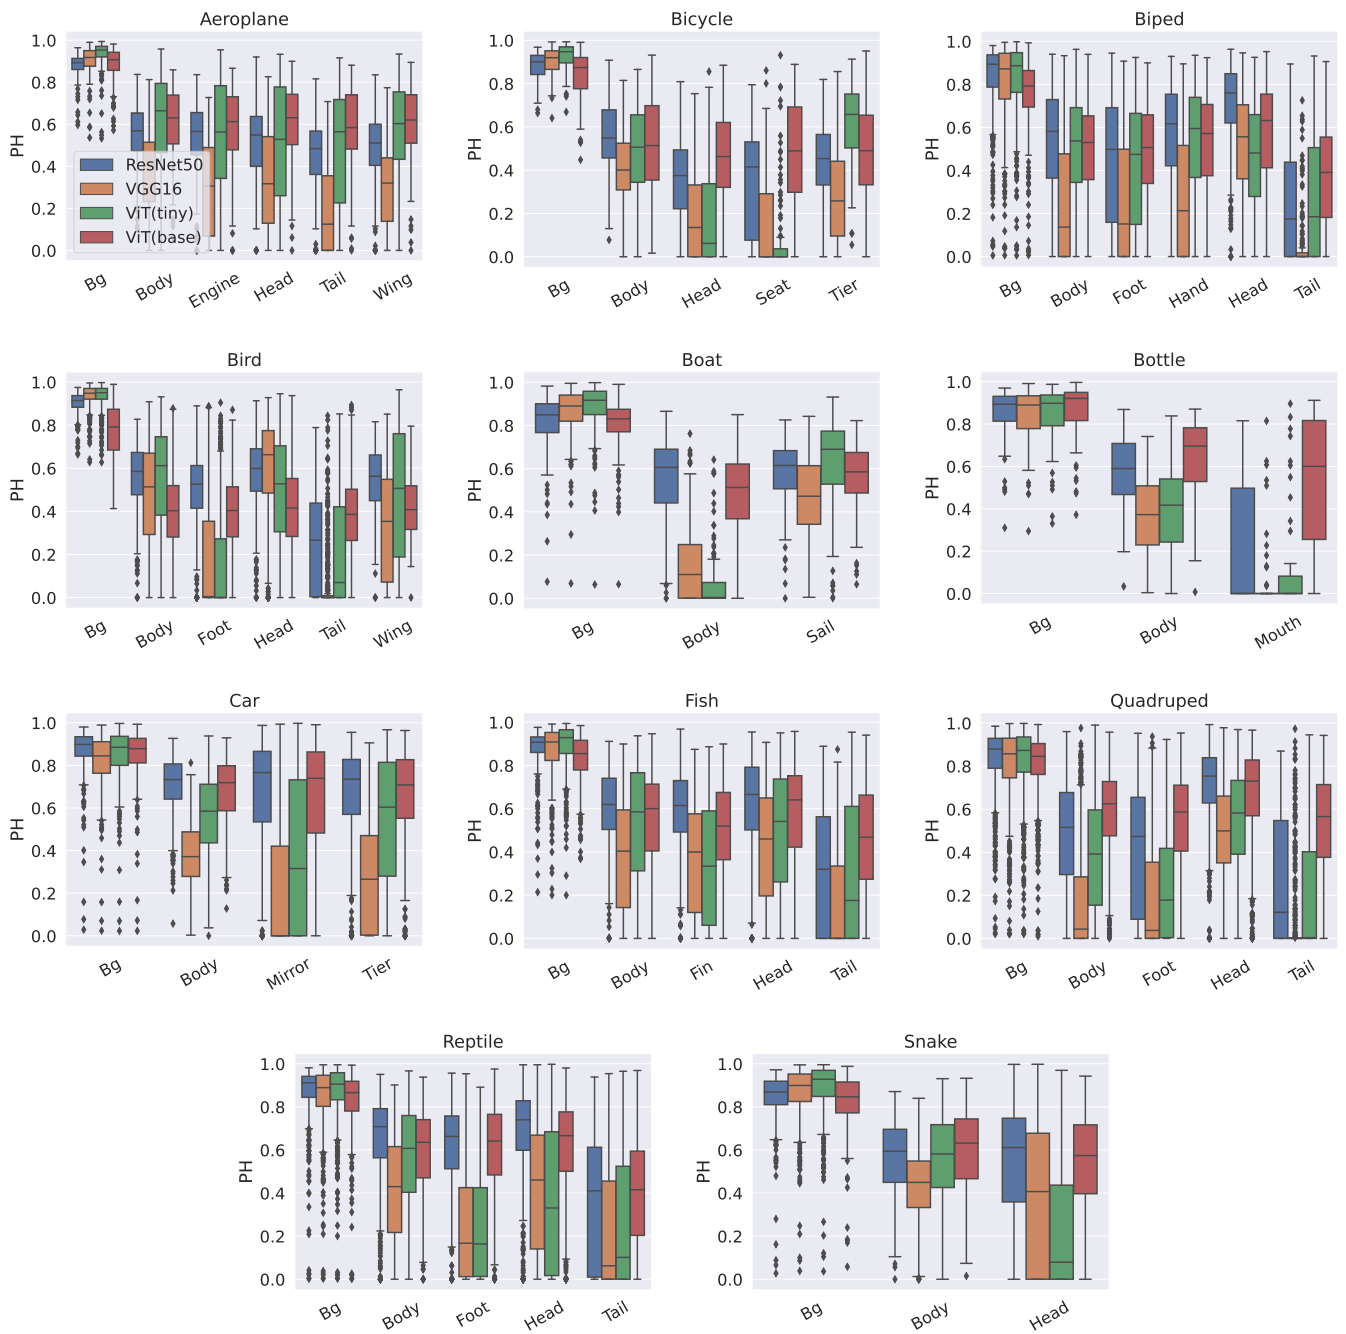 Aeroplane
PH
1.0
0.8
0.6
0.4
0.2
0.0
ResNet50
VGG16
ViT(tiny)
ViT(base)
Bg Body Engine Head Tail Wing
Bicycle
PH
1.0
0.8
0.6
0.4
0.2
0.0
Bg Body Head Seat Tier
Biped
PH
1.0
0.8
0.6
0.4
0.2
0.0
Bg Body Foot Hand Head Tail
Bird
PH
1.0
0.8
0.6
0.4
0.2
0.0
Bg Body Foot Head Tail Wing
Boat
PH
1.0
0.8
0.6
0.4
0.2
0.0
Bg Body Sail
Bottle
PH
1.0
0.8
0.6
0.4
0.2
0.0
Bg Body Mouth
Car
PH
1.0
0.8
0.6
0.4
0.2
0.0
Bg Body Mirror Tier
Fish
PH
1.0
0.8
0.6
0.4
0.2
0.0
Bg Body Fin Head Tail
Quadruped
PH
1.0
0.8
0.6
0.4
0.2
0.0
Bg Body Foot Head Tail
Reptile
PH
1.0
0.8
0.6
0.4
0.2
0.0
Bg Body Foot Head Tail
Snake
PH
1.0
0.8
0.6
0.4
0.2
0.0
Bg Body Head